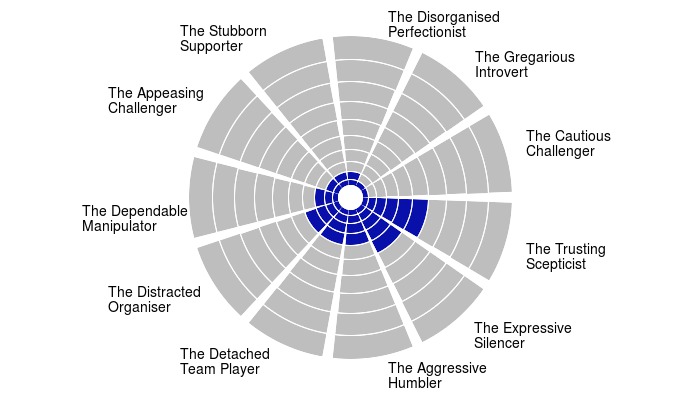 The Disorganised
Perfectionist
The Gregarious
Introvert
The Cautious
Challenger
The Trusting
Scepticist
The Expressive
Silencer
The Aggressive
Humbler
The Detached
Team Player
The Distracted
Organiser
The Dependable
Manipulator
The Appeasing
Challenger
The Stubborn
Supporter